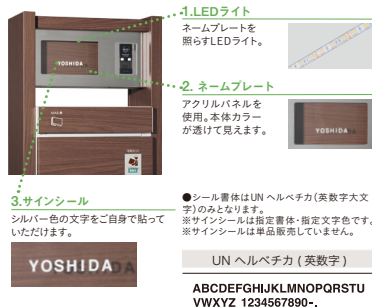 1.LEDライト
ネームプレートを
照らすLEDライト。
YOSHIDA
2. ネームプレート
アクリルパネルを
使用。本体カラー
が透けて見えます。
YOSHIDA
3.サインシール
シルバー色の文字をご自身で貼って
いただけます。
YOSHIDA
●シール書体はUN ヘルベチカ(英数字大文
字)のみとなります。
※サインシールは指定書体・指定文字色です。
※サインシールは単品販売していません。
UN ヘルベチカ ( 英数字 )
ABCDEFGHIJKLMNOPQRSTU
VWXYZ 1234567890-.